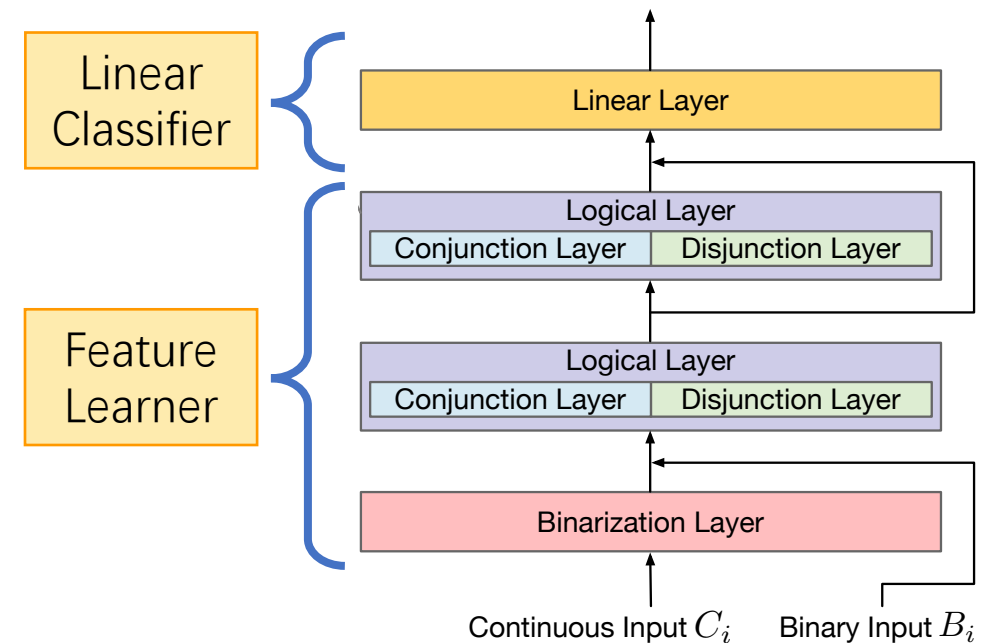 Linear
Classifier
Linear Layer
Logical Layer
Conjunction Layer
Disjunction Layer
Feature
Learner
Logical Layer
Conjunction Layer
Disjunction Layer
Binarization Layer
Continuous Input C_i
Binary Input B_i